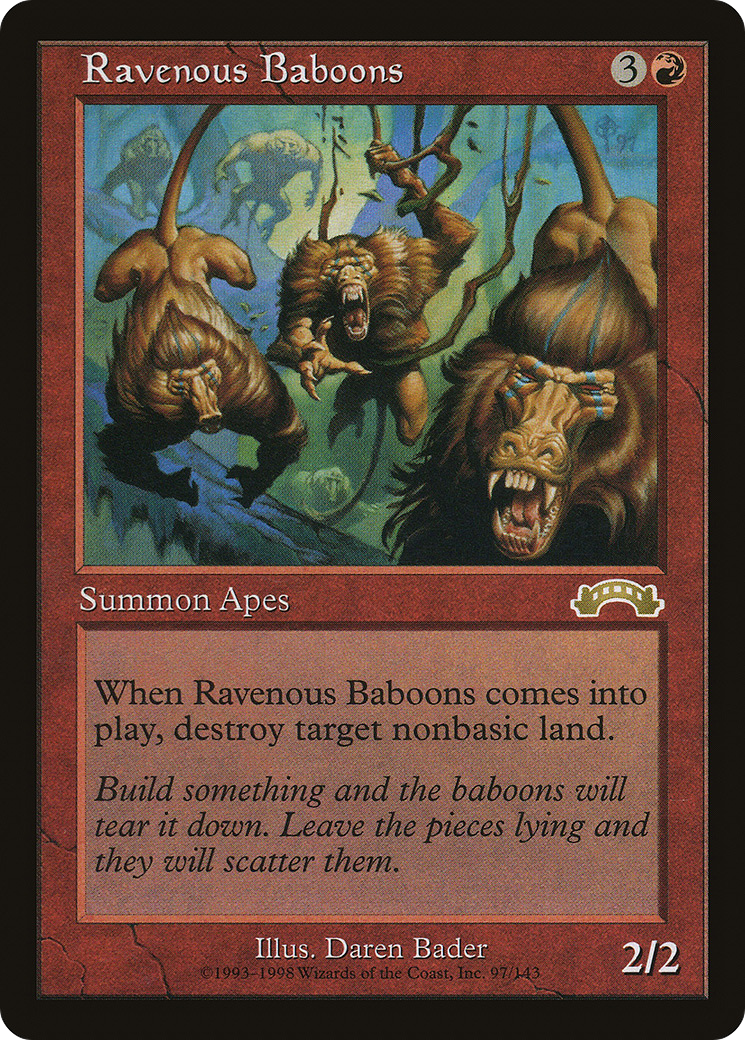 Ravenous Baboons 3
97
Summon Apes
When Ravenous Baboons comes into
play, destroy target nonbasic land.
Build something and the baboons will
tear it down. Leave the pieces lying and
they will scatter them.
Illus. Daren Bader
©1993–1998 Wizards of the Coast, Inc. 97/143
2/2